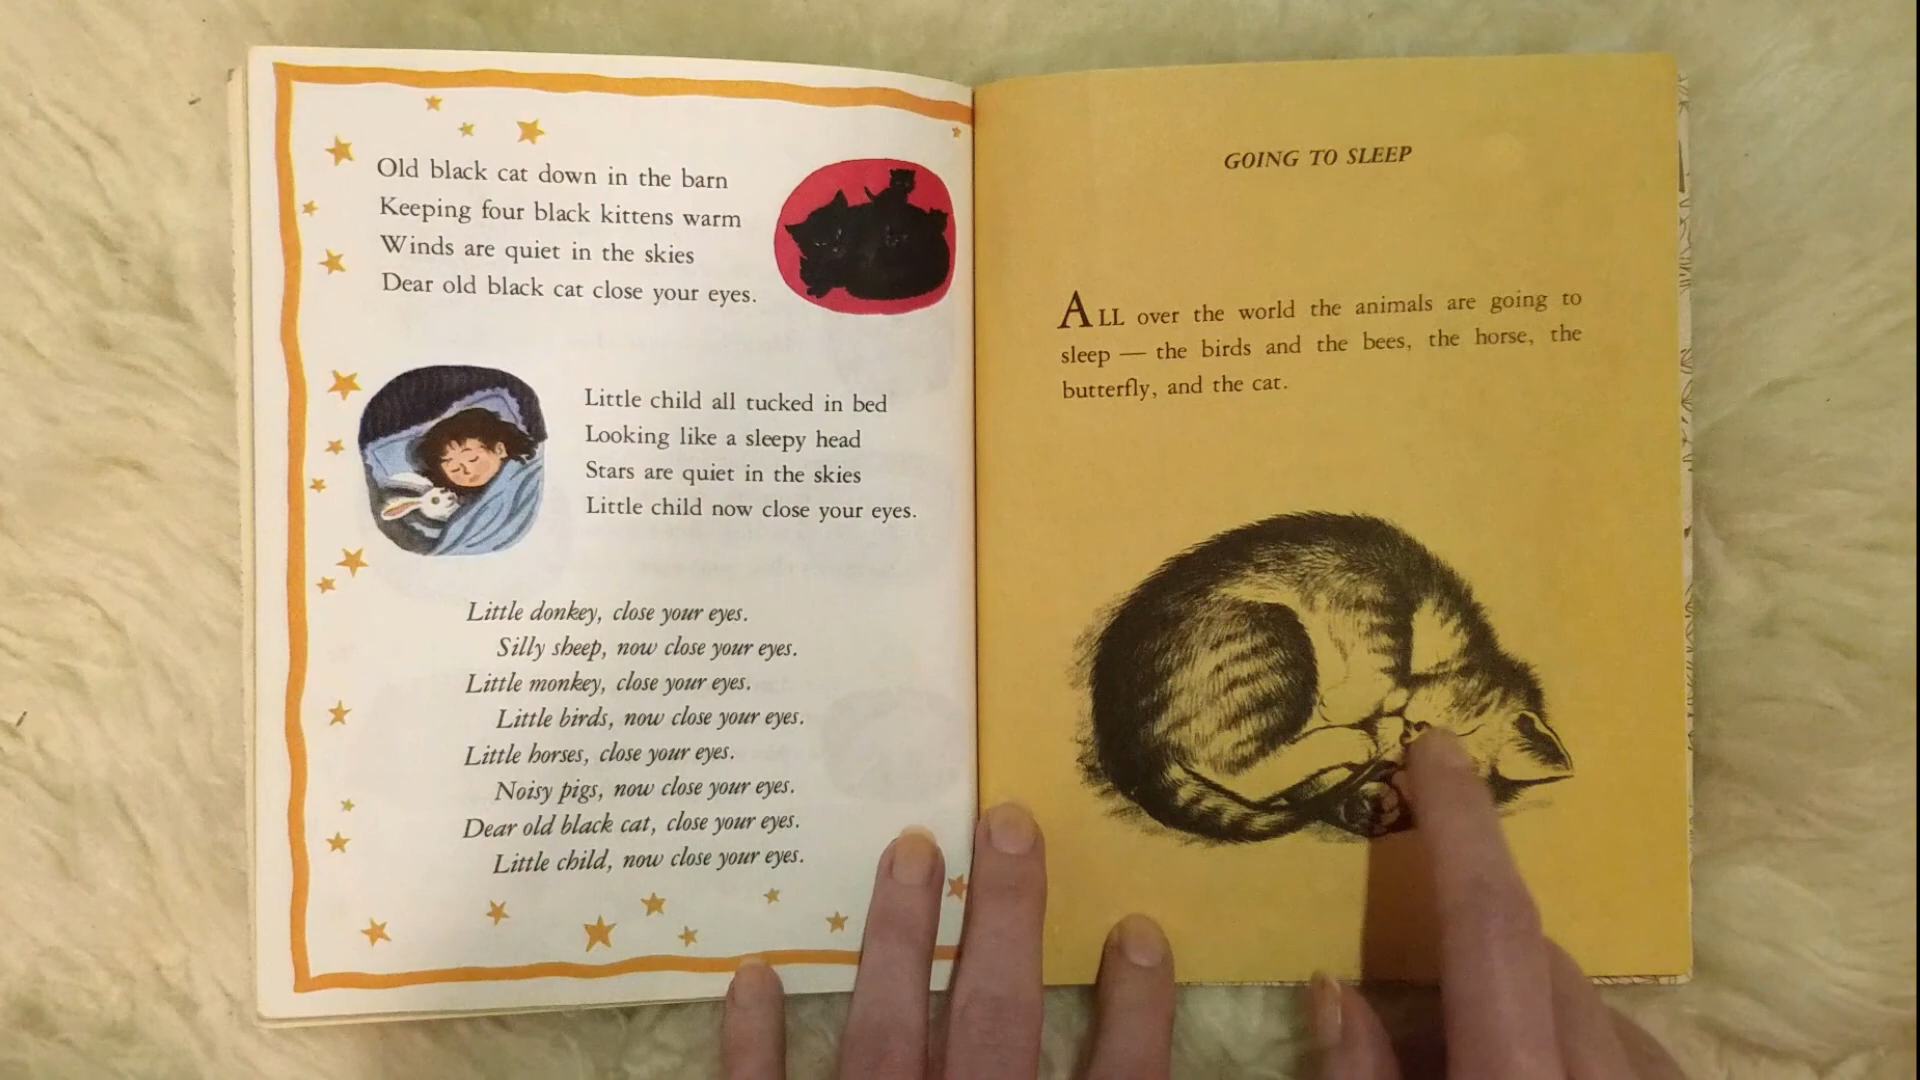 Old black cat down in the barn
Keeping four black kittens warm
Winds are quiet in the skies
Dear old black cat close your eyes.
Little child all tucked in bed
Looking like a sleepy head
Stars are quiet in the skies
Little child now close your eyes.
Little donkey, close your eyes.
Silly sheep, now close your eyes.
Little monkey, close your eyes.
Little birds, now close your eyes.
Little horses, close your eyes.
Noisy pigs, now close your eyes.
Dear old black cat, close your eyes.
Little child, now close your eyes.
GOING TO SLEEP
ALL over the world the animals are going to
sleep — the birds and the bees, the horse, the
butterfly, and the cat.